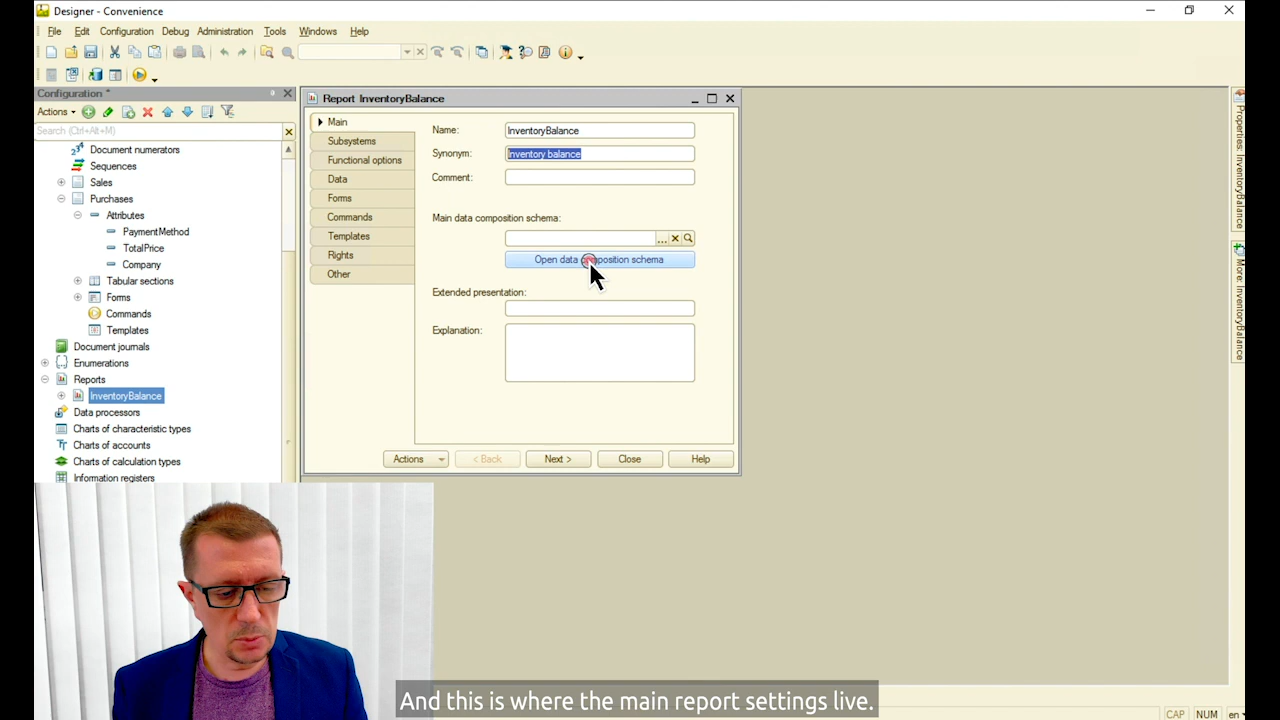 Designer - Convenience
File Edit Configuration Debug Administration Tools Windows Help
Configuration *
Actions
Search (Ctrl+Alt+M)
Document numerators
Sequences
Sales
Purchases
Attributes
PaymentMethod
TotalPrice
Company
Tabular sections
Forms
Commands
Templates
Document journals
Enumerations
Reports
InventoryBalance
Data processors
Charts of characteristic types
Charts of accounts
Charts of calculation types
Information registers
Report InventoryBalance
Main
Subsystems
Functional options
Data
Forms
Commands
Templates
Rights
Other
Name: InventoryBalance
Synonym: Inventory balance
Comment:
Main data composition schema:
Open data composition schema
Extended presentation:
Explanation:
Actions < Back Next > Close Help
Properties: InventoryBalance
More: InventoryBalance
And this is where the main report settings live.
CAP NUM en